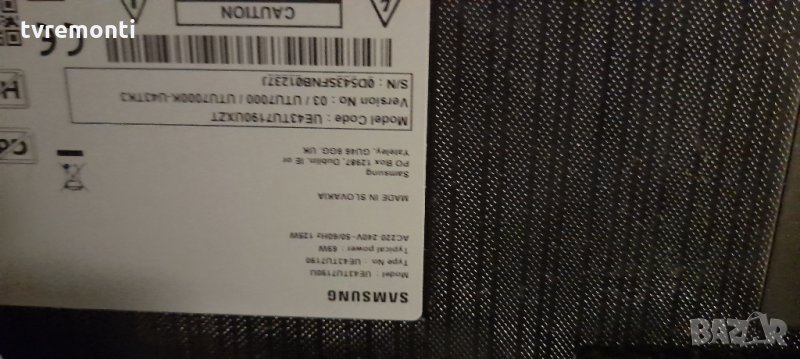 tvremonti
SAMSUNG
Model : UE43TU7190U
Type No. : UE43TU7190
Typical power : 69W
AC220 240V~50/60Hz 125W
MADE IN SLOVAKIA
Samsung
PO Box 12987, Dublin, IE or
Yateley, GU46 6GG, UK
Model Code : UE43TU7190UXZT
Version No : 03 / UTU7000 / UTU7000K-U43TK3
S/N : 0DS43SFNB01237J
CAUTION
CE
BAZAR